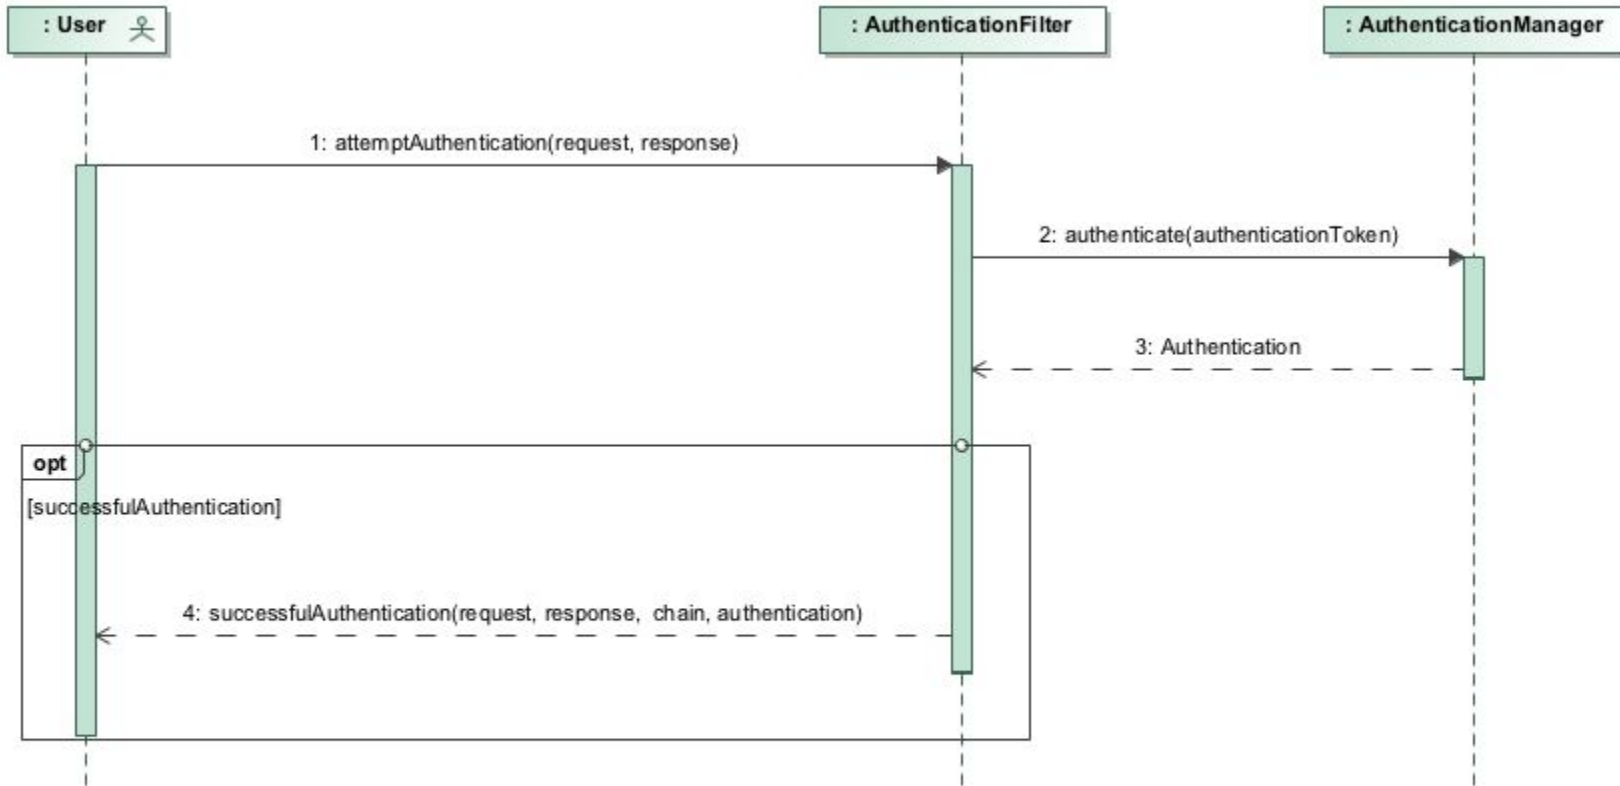 : User
: AuthenticationFilter
: AuthenticationManager
1: attemptAuthentication(request, response)
2: authenticate(authenticationToken)
3: Authentication
opt
[successfulAuthentication]
4: successfulAuthentication(request, response,  chain, authentication)